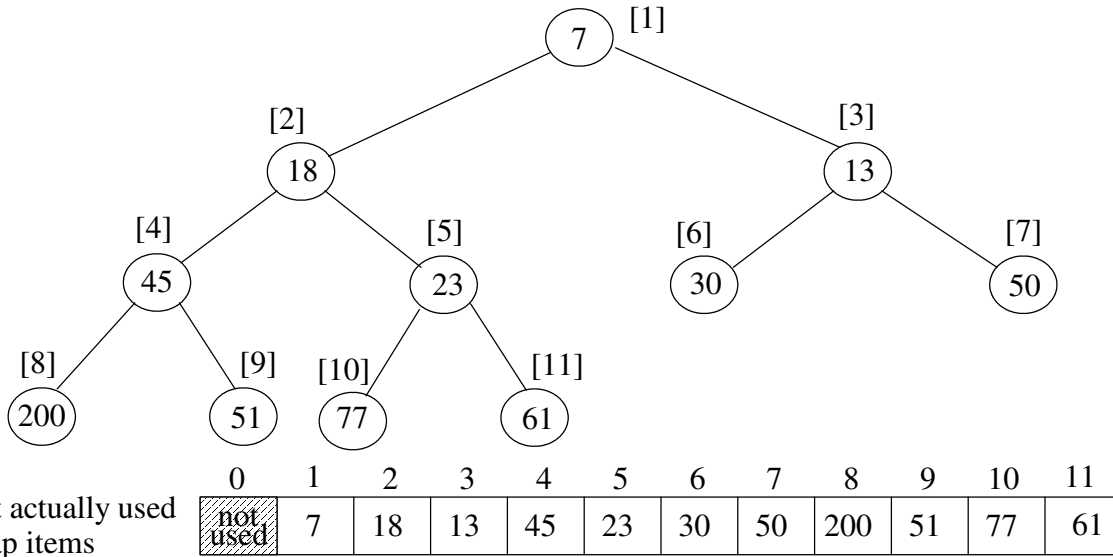 7 [1]
[2] [3]
18 13
[4] [5] [6] [7]
45 23 30 50
[8] [9] [10] [11]
200 51 77 61
0 1 2 3 4 5 6 7 8 9 10 11
actually used
not used 7 18 13 45 23 30 50 200 51 77 61
items